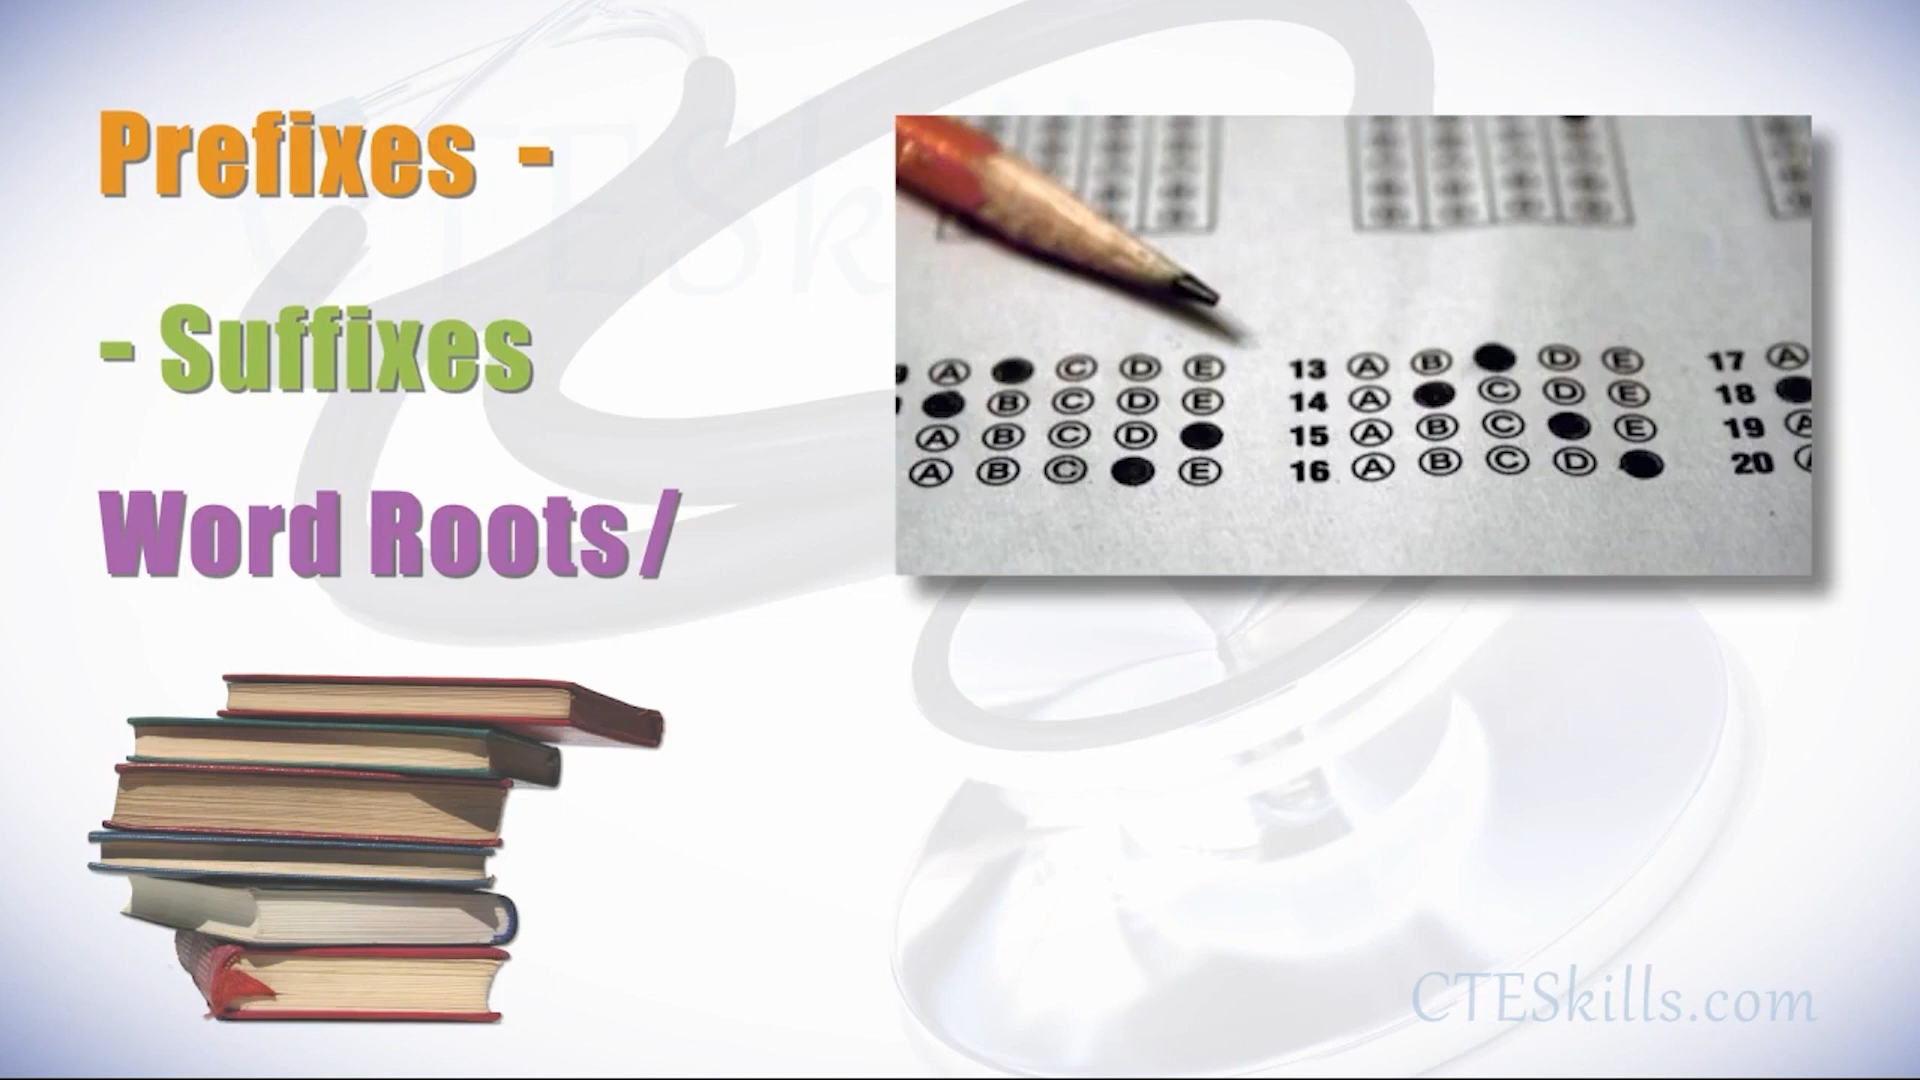 Prefixes -
- Suffixes
Word Roots/
A C D E 13 A B D E 17 A
B C D E 14 A C D E 18
A B C D 15 A B C E 19 A
A B C E 16 A B C D 20
CTESkills.com